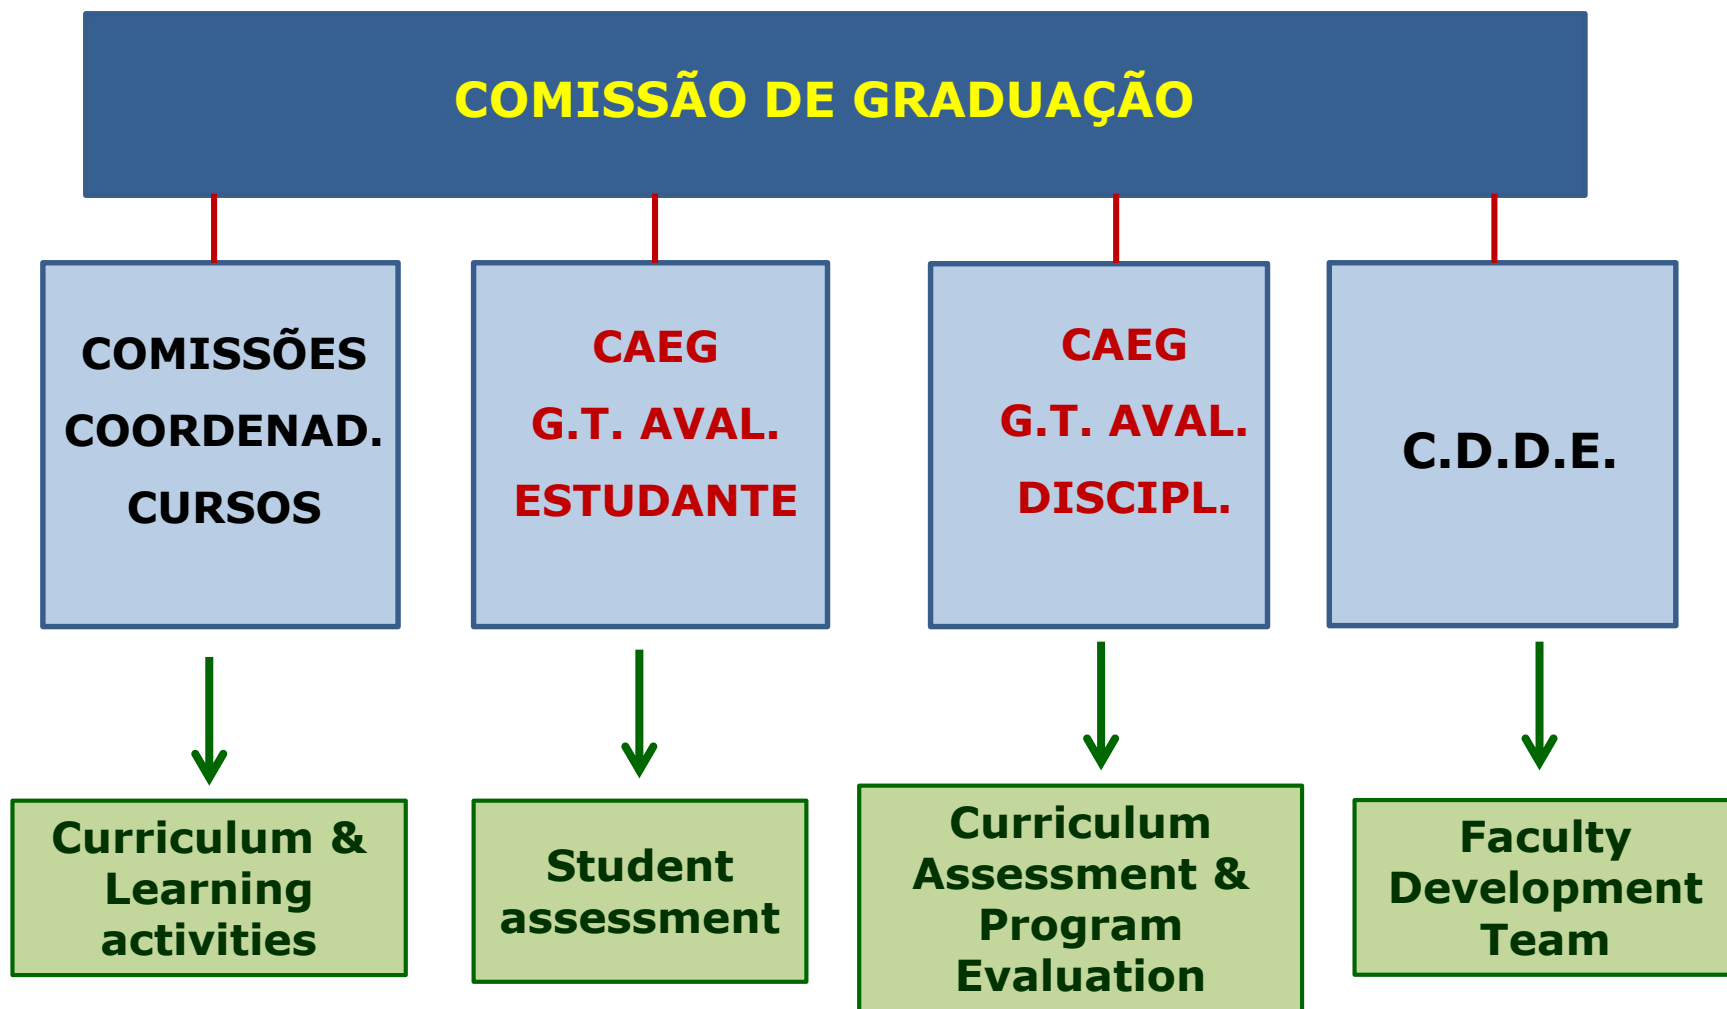 COMISSÃO DE GRADUAÇÃO
COMISSÕES
COORDENAD.
CURSOS
CAEG
G.T. AVAL.
ESTUDANTE
CAEG
G.T. AVAL.
DISCIPL.
C.D.D.E.
Curriculum &
Learning
activities
Student
assessment
Curriculum
Assessment &
Program
Evaluation
Faculty
Development
Team